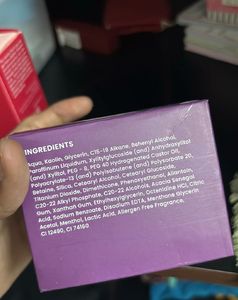 INGREDIENTS
Aqua, Kaolin, Glycerin, C15-19 Alkane, Behenyl Alcohol,
Paraffinum Liquidum, Xylitylglucoside (and) Anhydroxylitol
(and) Xylitol, PEG - 8, PEG 40 Hydrogenated Castor Oil,
Polyacrylate-13 (and) Polyisobutene (and) Polysorbate 20,
Betaine, Silica, Cetearyl Alcohol, Cetearyl Glucoside,
Titanium Dioxide, Dimethicone, Phenoxyethanol, Allantoin,
C20-22 Alkyl Phosphate, C20-22 Alcohols, Acacia Senegal
Gum, Xanthan Gum, Ethylhexylglycerin, Octenidine HCl, Citric
Acid, Sodium Benzoate, Disodium EDTA, Menthone Glycerin
Acetal, Menthol, Lactic Acid, Allergen Free Fragrance,
CI 12490, CI 74160